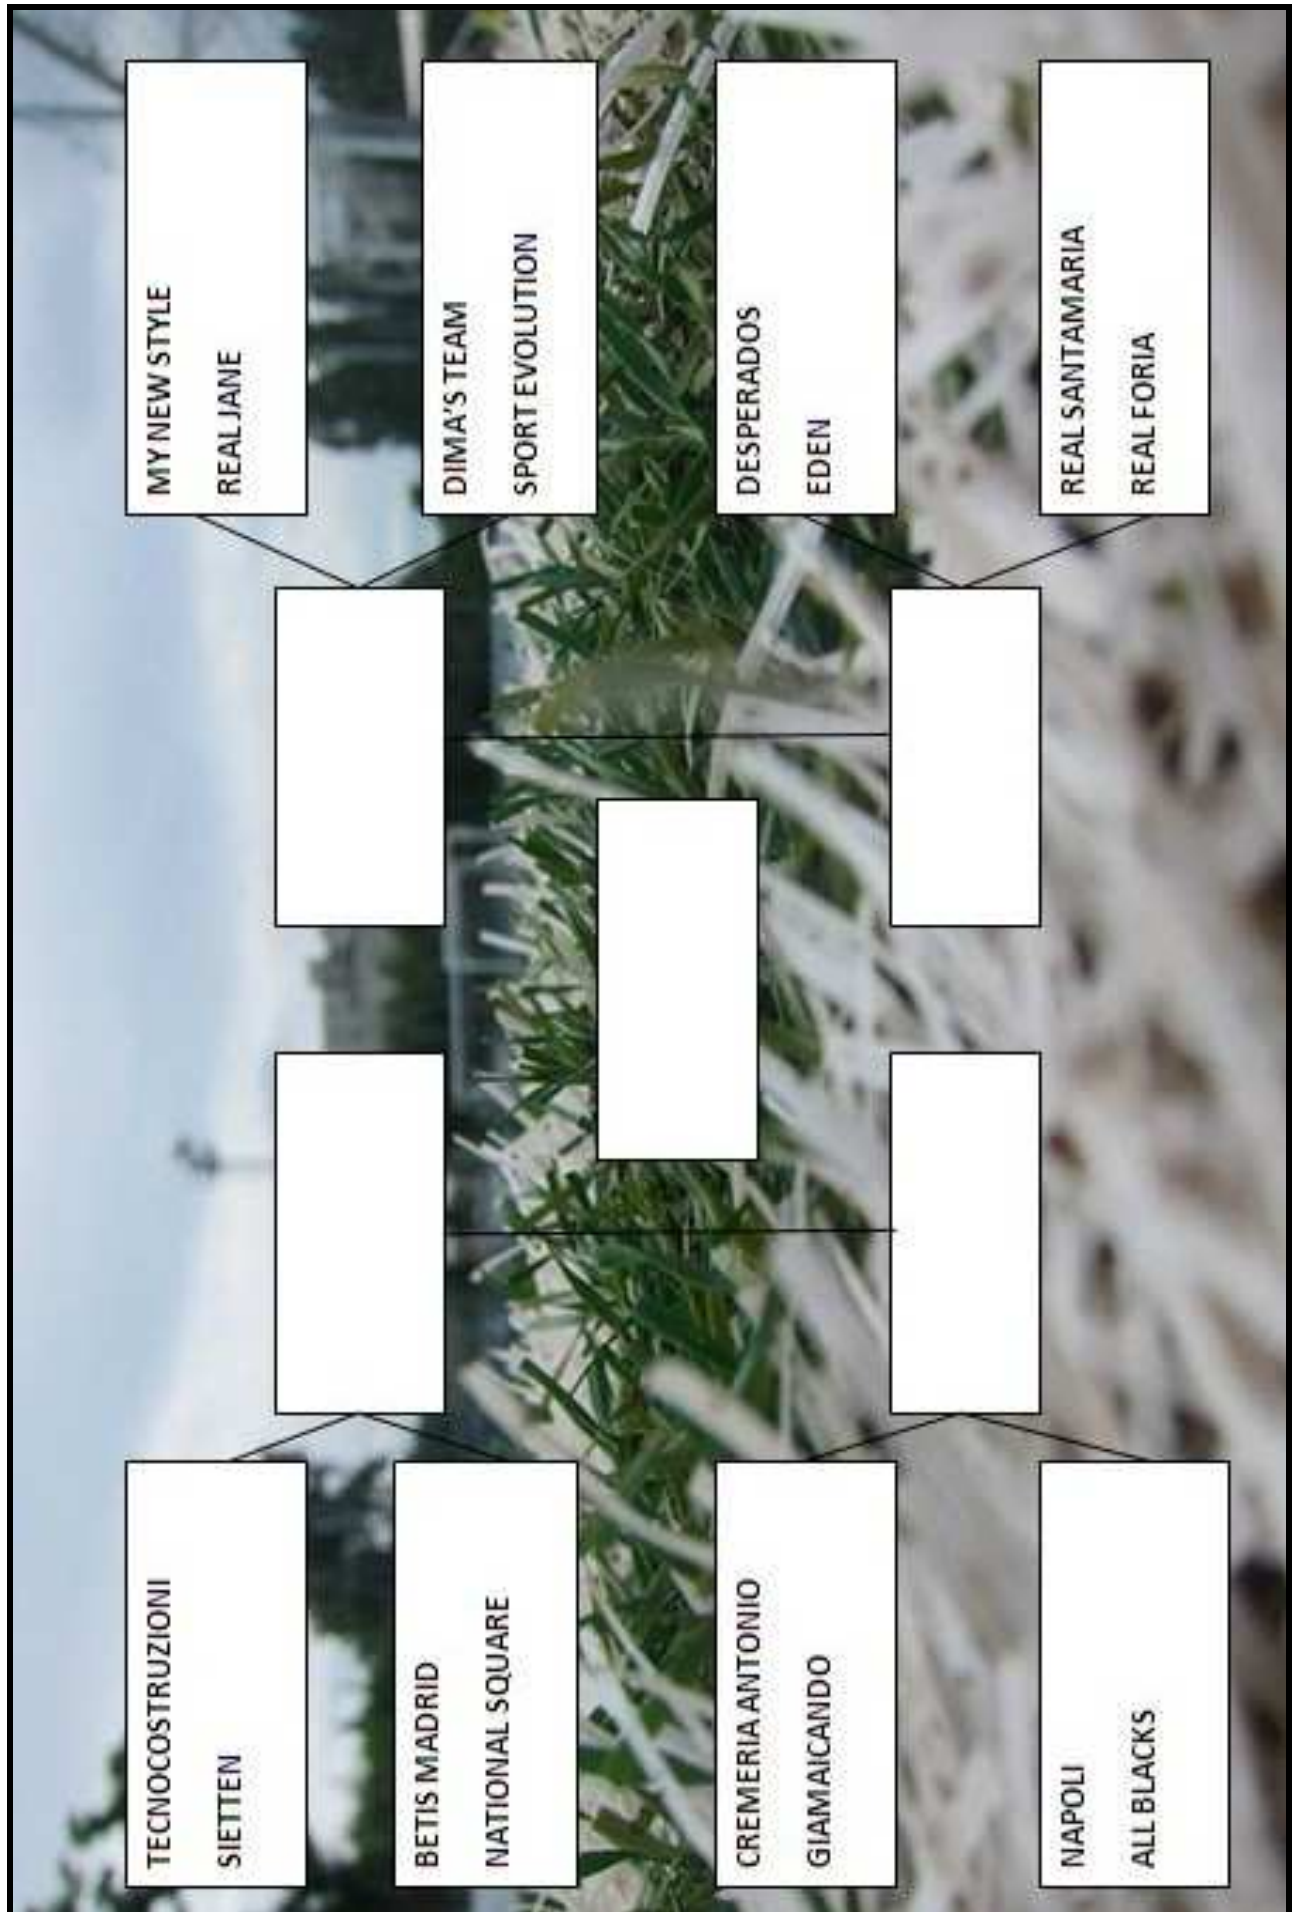 TECNOCOSTRUZIONI
SIETTEN
BETIS MADRID
NATIONAL SQUARE
CREMERIA ANTONIO
GIAMAICANDO
NAPOLI
ALL BLACKS
MY NEW STYLE
REAL JANE
DIMA'S TEAM
SPORT EVOLUTION
DESPERADOS
EDEN
REAL SANTAMARIA
REAL FORIA